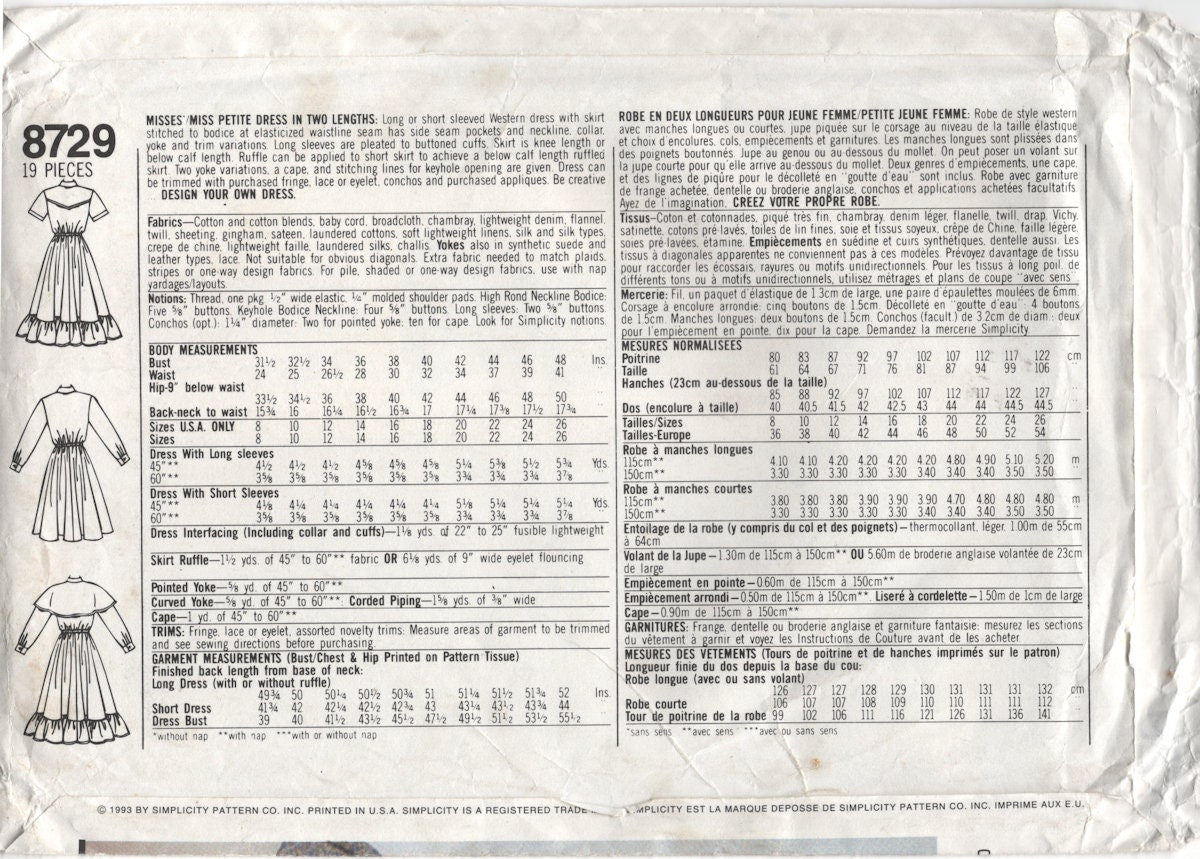 8729
19 PIECES
MISSES'/MISS PETITE DRESS IN TWO LENGTHS: Long or short sleeved Western dress with skirt
stitched to bodice at elasticized waistline seam has side seam pockets and neckline, collar,
yoke and trim variations. Long sleeves are pleated to buttoned cuffs. Skirt is knee length or
below calf length. Ruffle can be applied to short skirt to achieve a below calf length ruffled
skirt. Two yoke variations, a cape, and stitching lines for keyhole opening are given. Dress can
be trimmed with purchased fringe, lace or eyelet, conchos and purchased appliques. Be creative
DESIGN YOUR OWN DRESS.
Fabrics—Cotton and cotton blends, baby cord, broadcloth, chambray, lightweight denim, flannel,
twill, sheeting, gingham, sateen, laundered cottons, soft lightweight linens, silk and silk types,
crepe de chine, lightweight faille, laundered silks, challis. Yokes also in synthetic suede and
leather types, lace. Not suitable for obvious diagonals. Extra fabric needed to match plaids,
stripes or one-way design fabrics. For pile, shaded or one-way design fabrics, use with nap
yardages/layouts.
Notions: Thread, one pkg. 1/2" wide elastic, 1/4" molded shoulder pads. High Rond Neckline Bodice:
Five 5/8" buttons. Keyhole Bodice Neckline: Four 5/8" buttons. Long sleeves: Two 5/8" buttons.
Conchos (opt.): 1 1/4" diameter: Two for pointed yoke; ten for cape. Look for Simplicity notions.
BODY MEASUREMENTS
Bust 31 1/2 32 1/2 34 36 38 40 42 44 46 48 Ins.
Waist 24 25 26 1/2 28 30 32 34 37 39 41 "
Hip-9" below waist
33 1/2 34 1/2 36 38 40 42 44 46 48 50 "
Back-neck to waist 15 3/4 16 16 1/4 16 1/2 16 3/4 17 17 1/4 17 3/8 17 1/2 17 3/4 "
Sizes U.S.A. ONLY 8 10 12 14 16 18 20 22 24 26
Sizes 8 10 12 14 16 18 20 22 24 26
Dress With Long sleeves
45"** 4 1/2 4 1/2 4 1/2 4 5/8 4 5/8 4 5/8 5 1/4 5 3/8 5 1/2 5 3/4 Yds.
60"** 3 5/8 3 5/8 3 5/8 3 5/8 3 5/8 3 5/8 3 3/4 3 3/4 3 3/4 3 7/8 "
Dress With Short Sleeves
45"** 4 1/8 4 1/4 4 1/4 4 1/4 4 1/4 4 1/4 5 1/8 5 1/4 5 1/4 5 1/4 Yds.
60"** 3 5/8 3 5/8 3 5/8 3 5/8 3 5/8 3 5/8 3 3/4 3 3/4 3 3/4 3 7/8 "
Dress Interfacing (Including collar and cuffs)—1 1/8 yds. of 22" to 25" fusible lightweight
Skirt Ruffle—1 1/2 yds. of 45" to 60"** fabric OR 6 1/8 yds. of 9" wide eyelet flouncing
Pointed Yoke—5/8 yd. of 45" to 60"**
Curved Yoke—5/8 yd. of 45" to 60"**. Corded Piping—1 5/8 yds. of 3/8" wide
Cape—1 yd. of 45" to 60"**
TRIMS: Fringe, lace or eyelet, assorted novelty trims: Measure areas of garment to be trimmed
and see sewing directions before purchasing.
GARMENT MEASUREMENTS (Bust/Chest & Hip Printed on Pattern Tissue)
Finished back length from base of neck:
Long Dress (with or without ruffle)
49 3/4 50 50 1/4 50 1/2 50 3/4 51 51 1/4 51 1/2 51 3/4 52 Ins.
Short Dress 41 3/4 42 42 1/4 42 1/2 42 3/4 43 43 1/4 43 1/2 43 3/4 44 "
Dress Bust 39 40 41 1/2 43 1/2 45 1/2 47 1/2 49 1/2 51 1/2 53 1/2 55 1/2 "
*without nap **with nap ***with or without nap
ROBE EN DEUX LONGUEURS POUR JEUNE FEMME/PETITE JEUNE FEMME: Robe de style western
avec manches longues ou courtes, jupe piquée sur le corsage au niveau de la taille élastique
et choix d'encolures, cols, empiècements et garnitures. Les manches longues sont plissées dans
des poignets boutonnés. Jupe au genou ou au-dessous du mollet. On peut poser un volant sur
la jupe courte pour qu'elle arrive au-dessous du mollet. Deux genres d'empiècements, une cape,
et des lignes de piqûre pour le décolleté en "goutte d'eau" sont inclus. Robe avec garniture
de frange achetée, dentelle ou broderie anglaise, conchos et applications achetées facultatifs
Ayez de l'imagination. CREEZ VOTRE PROPRE ROBE.
Tissus-Coton et cotonnades, piqué très fin, chambray, denim léger, flanelle, twill, drap, Vichy,
satinette, cotons pré-lavés, toiles de lin fines, soie et tissus soyeux, crêpe de Chine, faille légère,
soies pré-lavées, étamine. Empiècements en suédine et cuirs synthétiques, dentelle aussi. Les
tissus à diagonales apparentes ne conviennent pas à ces modèles. Prévoyez davantage de tissu
pour raccorder les écossais, rayures ou motifs unidirectionnels. Pour les tissus à long poil, de
différents tons ou à motifs unidirectionnels, utilisez métrages et plans de coupe "avec sens".
Mercerie: Fil, un paquet d'élastique de 1.3cm de large, une paire d'épaulettes moulées de 6mm.
Corsage à encolure arrondie: cinq boutons de 1.5cm. Décolleté en "goutte d'eau": 4 boutons
de 1.5cm. Manches longues: deux boutons de 1.5cm. Conchos (facult.) de 3.2cm de diam.: deux
pour l'empiècement en pointe, dix pour la cape. Demandez la mercerie Simplicity.
MESURES NORMALISEES
Poitrine 80 83 87 92 97 102 107 112 117 122 cm
Taille 61 64 67 71 76 81 87 94 99 106 "
Hanches (23cm au-dessous de la taille)
85 88 92 97 102 107 112 117 122 127 "
Dos (encolure à taille) 40 40.5 41.5 42 42.5 43 44 44 44.5 44.5 "
Tailles/Sizes 8 10 12 14 16 18 20 22 24 26
Tailles-Europe 36 38 40 42 44 46 48 50 52 54
Robe à manches longues
115cm** 4.10 4.10 4.20 4.20 4.20 4.20 4.80 4.90 5.10 5.20 m
150cm** 3.30 3.30 3.30 3.30 3.30 3.40 3.40 3.40 3.50 3.50 "
Robe à manches courtes
115cm** 3.80 3.80 3.80 3.90 3.90 3.90 4.70 4.80 4.80 4.80 m
150cm** 3.30 3.30 3.30 3.30 3.30 3.40 3.40 3.40 3.50 3.50 "
Entoilage de la robe (y compris du col et des poignets)—thermocollant, léger, 1.00m de 55cm
à 64cm
Volant de la Jupe—1.30m de 115cm à 150cm** OU 5.60m de broderie anglaise volantée de 23cm
de large
Empiècement en pointe—0.60m de 115cm à 150cm**
Empiècement arrondi—0.50m de 115cm à 150cm**. Liseré à cordelette—1.50m de 1cm de large
Cape—0.90m de 115cm à 150cm**
GARNITURES: Frange, dentelle ou broderie anglaise et garniture fantaisie: mesurez les sections
du vêtement à garnir et voyez les Instructions de Couture avant de les acheter.
MESURES DES VETEMENTS (Tours de poitrine et de hanches imprimés sur le patron)
Longueur finie du dos depuis la base du cou:
Robe longue (avec ou sans volant)
126 127 127 128 129 130 131 131 131 132 cm
Robe courte 106 107 107 108 109 110 110 111 111 112 "
Tour de poitrine de la robe 99 102 106 111 116 121 126 131 136 141 "
*sans sens **avec sens ***avec ou sans sens
© 1993 BY SIMPLICITY PATTERN CO. INC. PRINTED IN U.S.A. SIMPLICITY IS A REGISTERED TRADE
MPLICITY EST LA MARQUE DEPOSSE DE SIMPLICITY PATTERN CO. INC. IMPRIME AUX E.U.